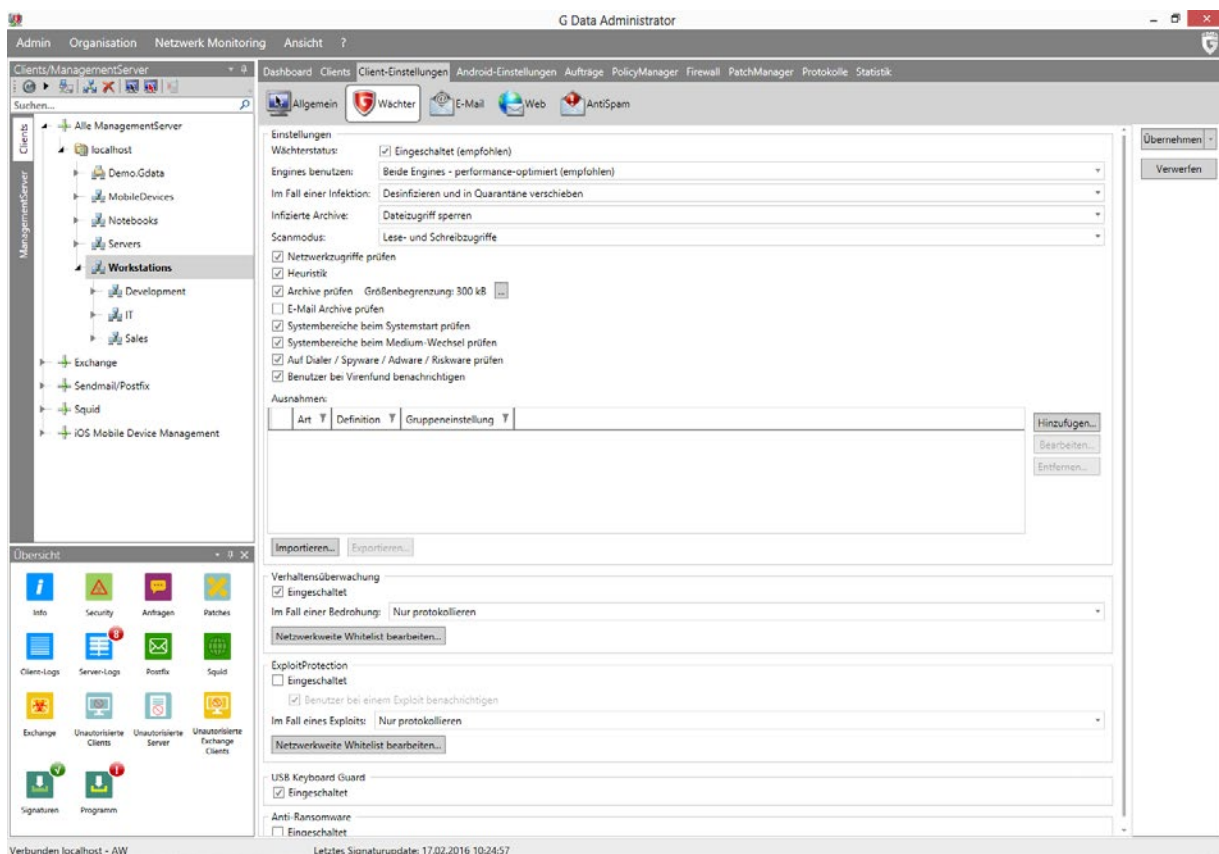 G Data Administrator
Admin Organisation Netzwerk Monitoring Ansicht ?
Clients/ManagementServer
Suchen...
Clients
ManagementServer
Alle ManagementServer
localhost
Demo.Gdata
MobileDevices
Notebooks
Servers
Workstations
Development
IT
Sales
Exchange
Sendmail/Postfix
Squid
iOS Mobile Device Management
Übersicht
Info Security Anfragen Patches
8
Client-Logs Server-Logs Postfix Squid
Exchange Unautorisierte Clients Unautorisierte Server Unautorisierte Exchange Clients
Signaturen Programm
Dashboard Clients Client-Einstellungen Android-Einstellungen Aufträge PolicyManager Firewall PatchManager Protokolle Statistik
Allgemein Wächter E-Mail Web AntiSpam
Einstellungen
Wächterstatus: Eingeschaltet (empfohlen)
Engines benutzen: Beide Engines - performance-optimiert (empfohlen)
Im Fall einer Infektion: Desinfizieren und in Quarantäne verschieben
Infizierte Archive: Dateizugriff sperren
Scanmodus: Lese- und Schreibzugriffe
Netzwerkzugriffe prüfen
Heuristik
Archive prüfen Größenbegrenzung: 300 kB ...
E-Mail Archive prüfen
Systembereiche beim Systemstart prüfen
Systembereiche beim Medium-Wechsel prüfen
Auf Dialer / Spyware / Adware / Riskware prüfen
Benutzer bei Virenfund benachrichtigen
Ausnahmen:
Art Definition Gruppeneinstellung
Hinzufügen...
Bearbeiten...
Entfernen...
Importieren... Exportieren...
Verhaltensüberwachung
Eingeschaltet
Im Fall einer Bedrohung: Nur protokollieren
Netzwerkweite Whitelist bearbeiten...
ExploitProtection
Eingeschaltet
Benutzer bei einem Exploit benachrichtigen
Im Fall eines Exploits: Nur protokollieren
Netzwerkweite Whitelist bearbeiten...
USB Keyboard Guard
Eingeschaltet
Anti-Ransomware
Eingeschaltet
Übernehmen
Verwerfen
Verbunden localhost - AW Letztes Signaturupdate: 17.02.2016 10:24:57